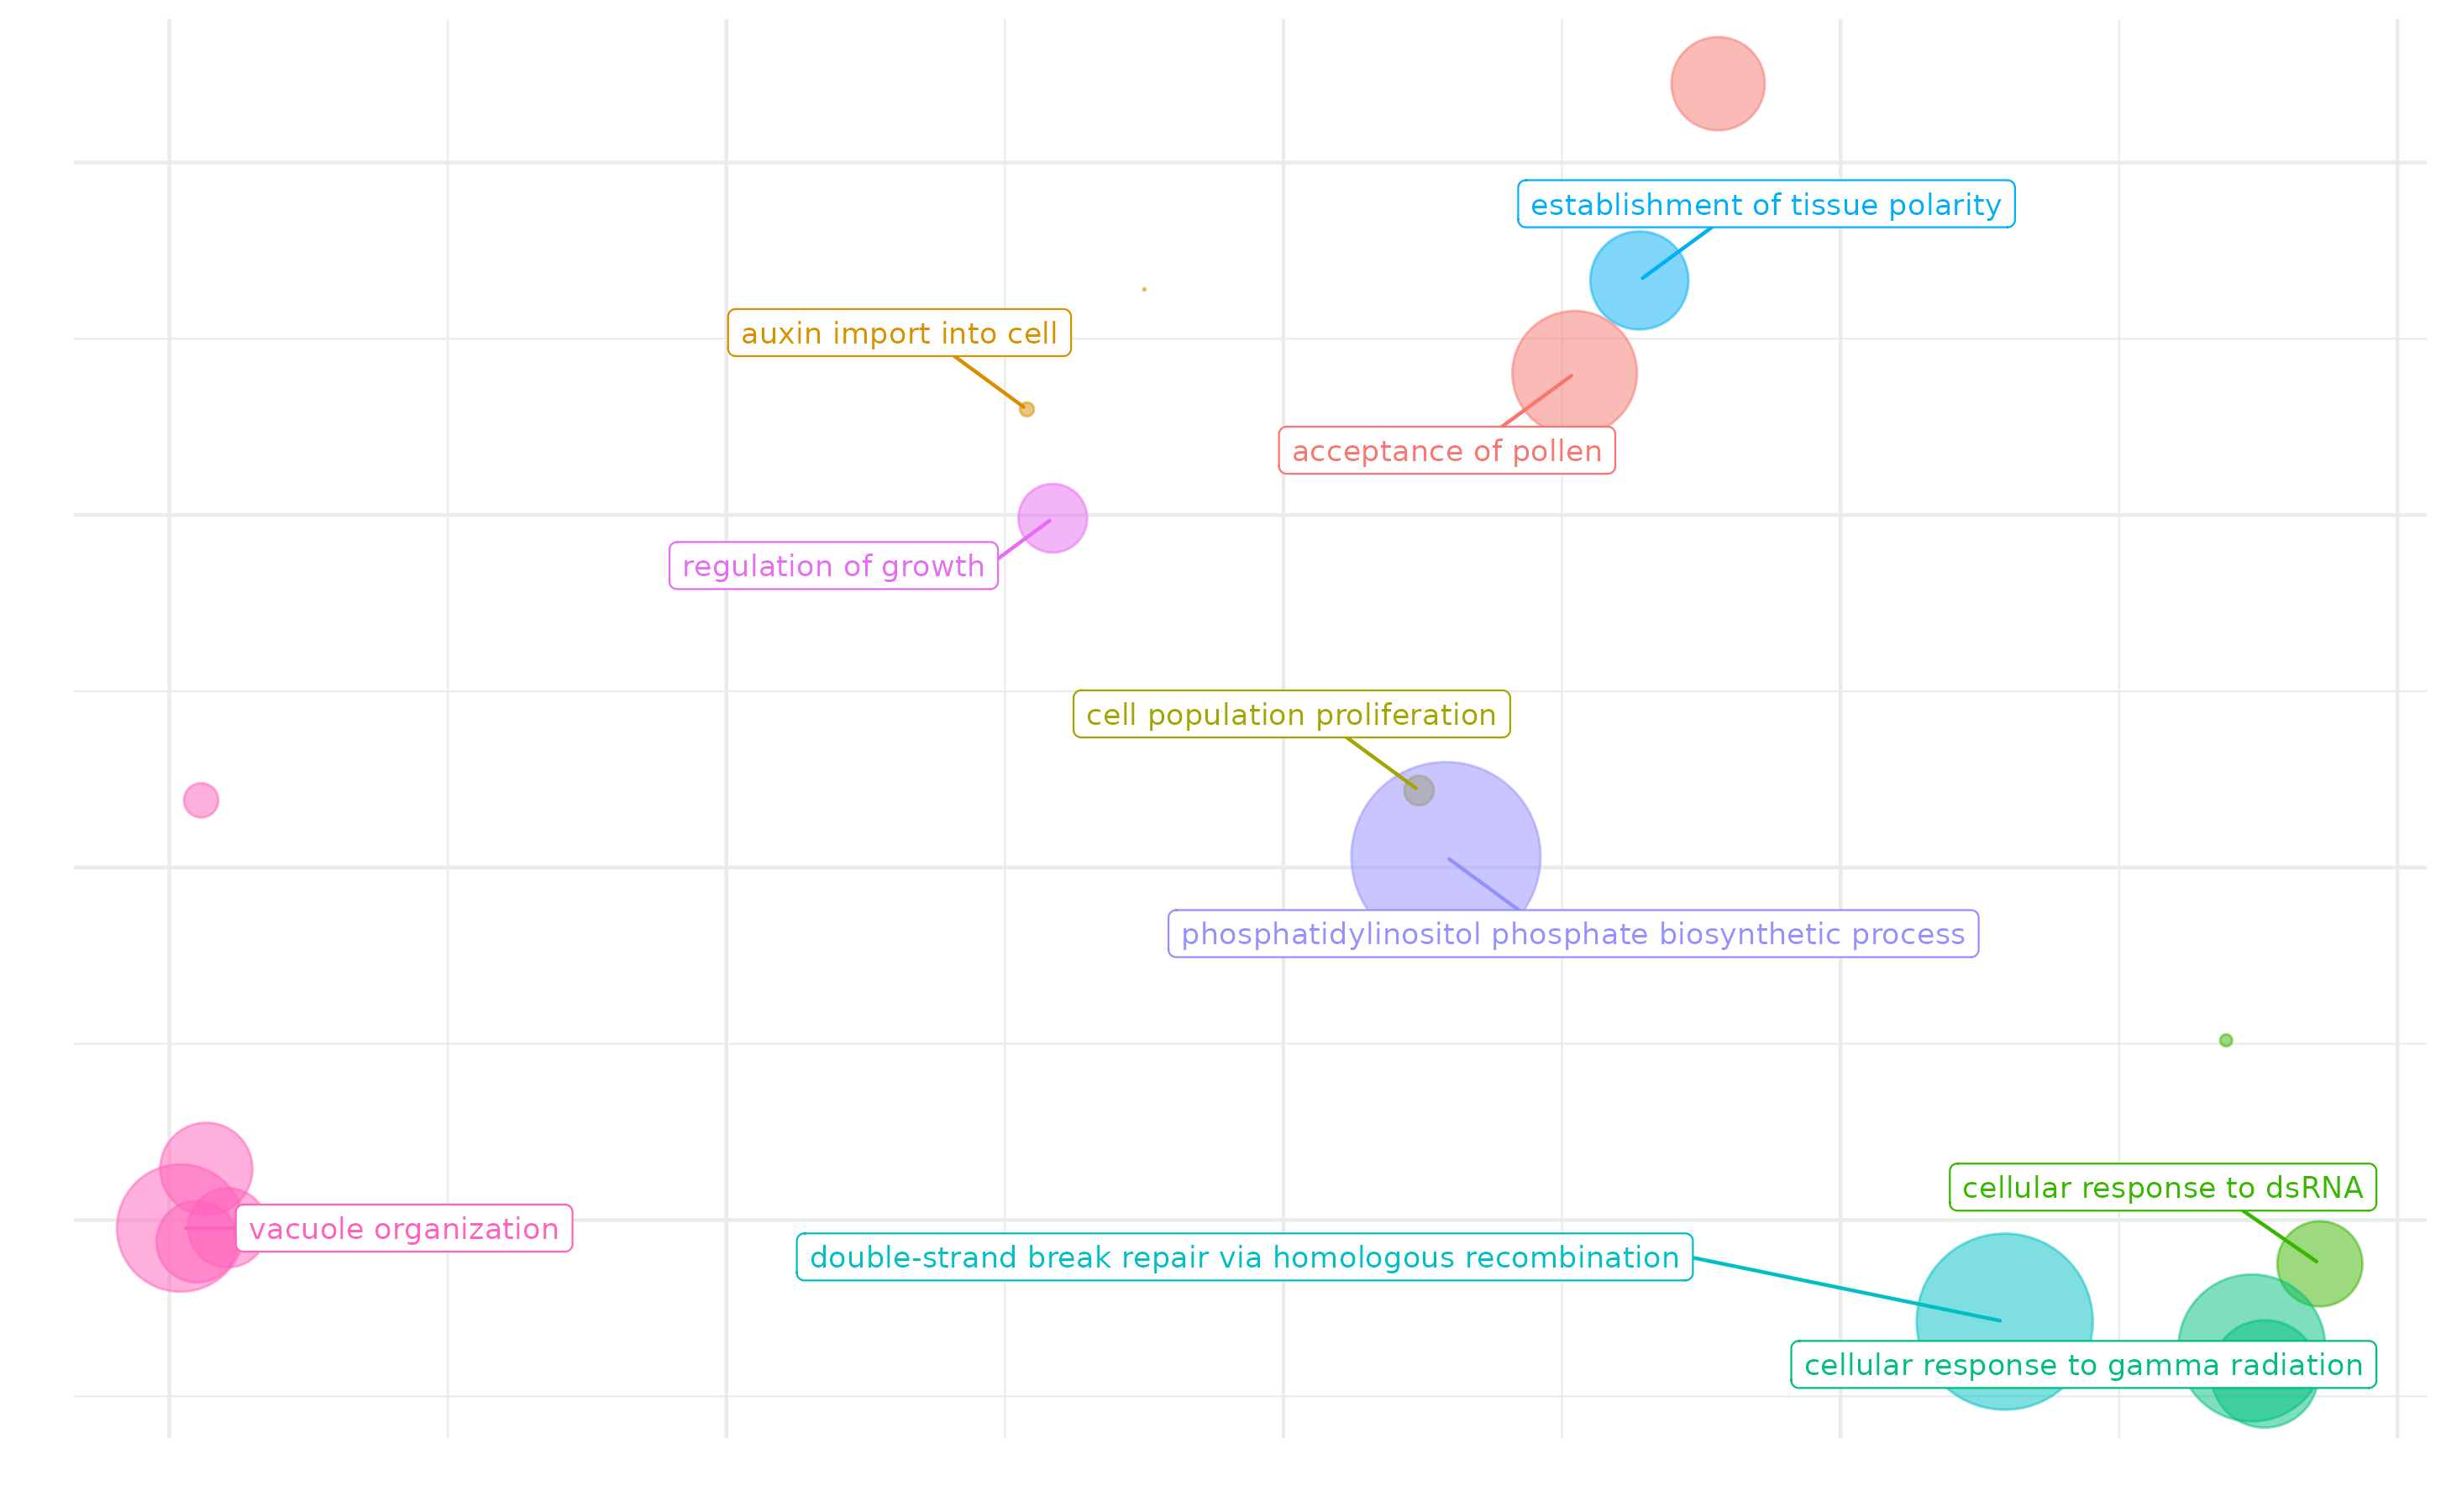 establishment of tissue polarity
auxin import into cell
acceptance of pollen
regulation of growth
cell population proliferation
phosphatidylinositol phosphate biosynthetic process
cellular response to dsRNA
vacuole organization
double-strand break repair via homologous recombination
cellular response to gamma radiation